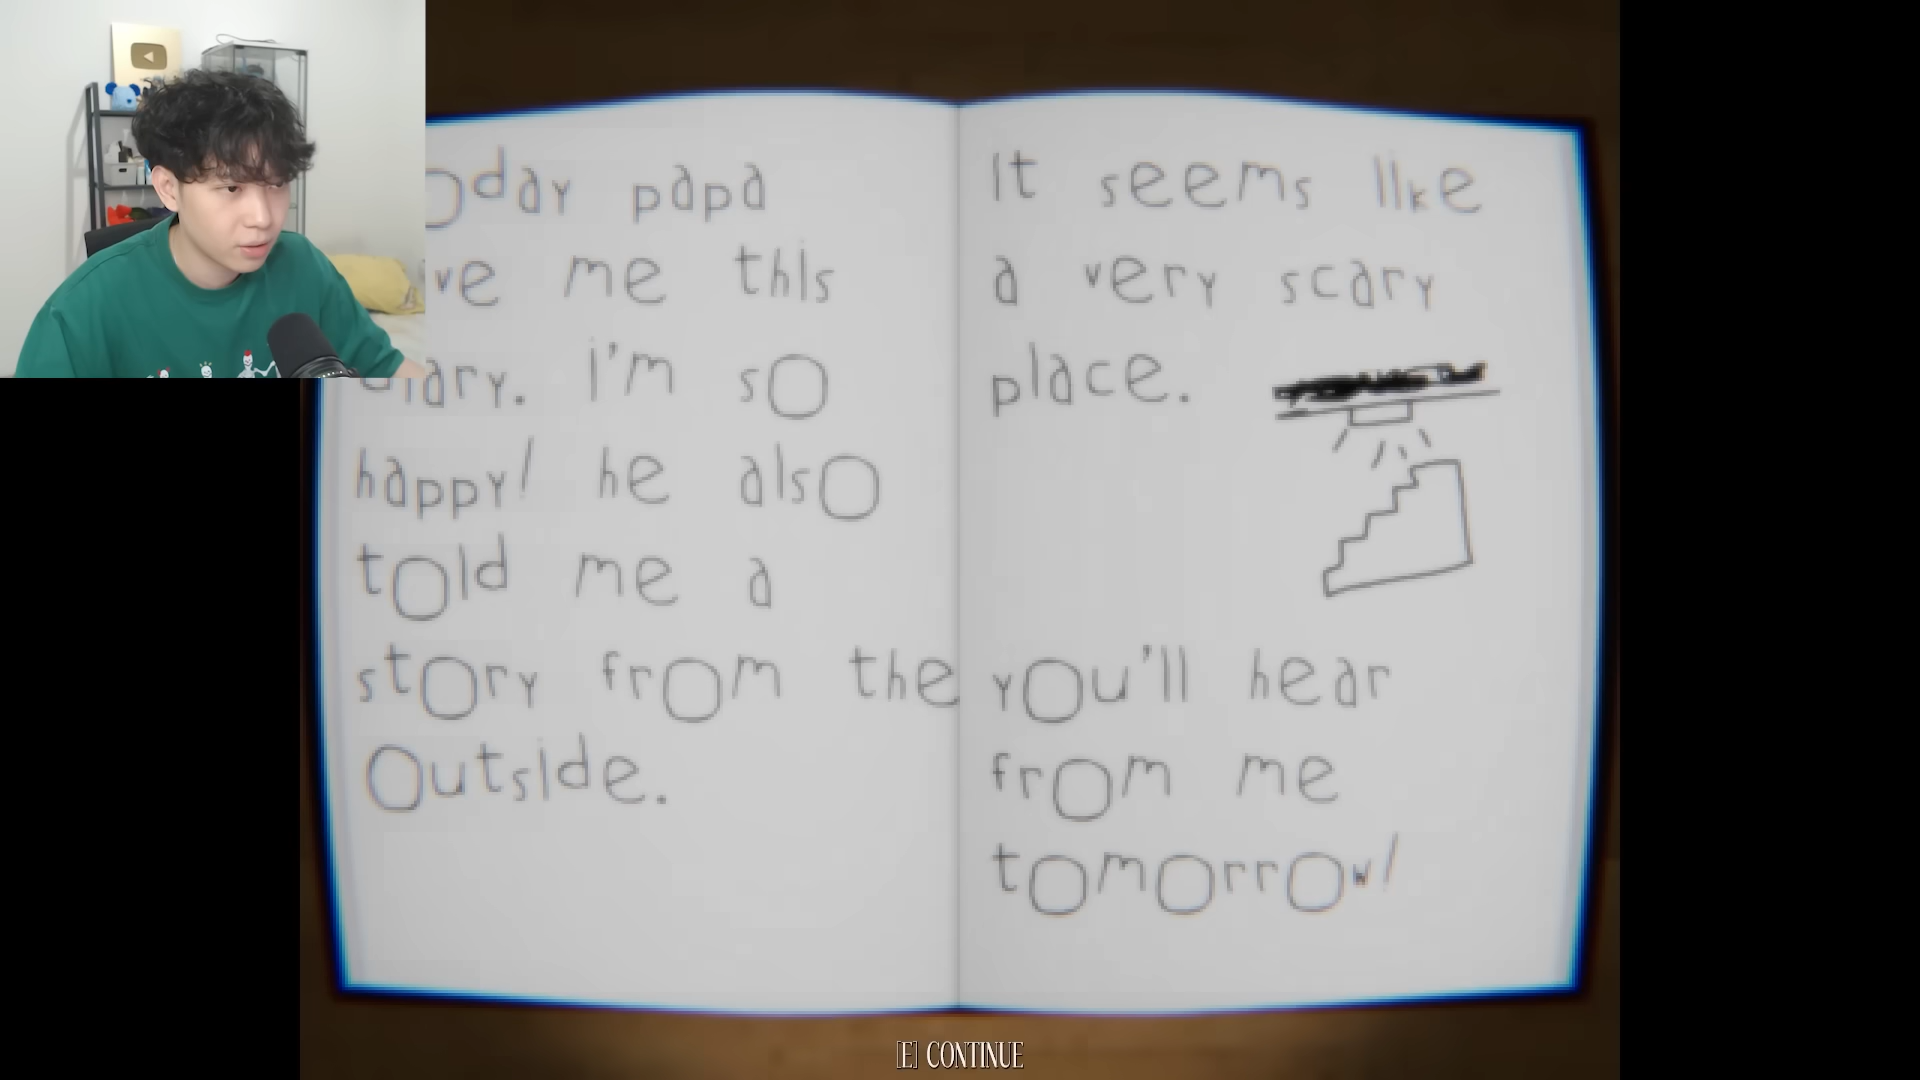 oday papa
ve me this
diary. i'm so
happy! he also
told me a
story from the
outside.
It seems like
a very scary
place.
you'll hear
from me
tomorrow!
[E] CONTINUE